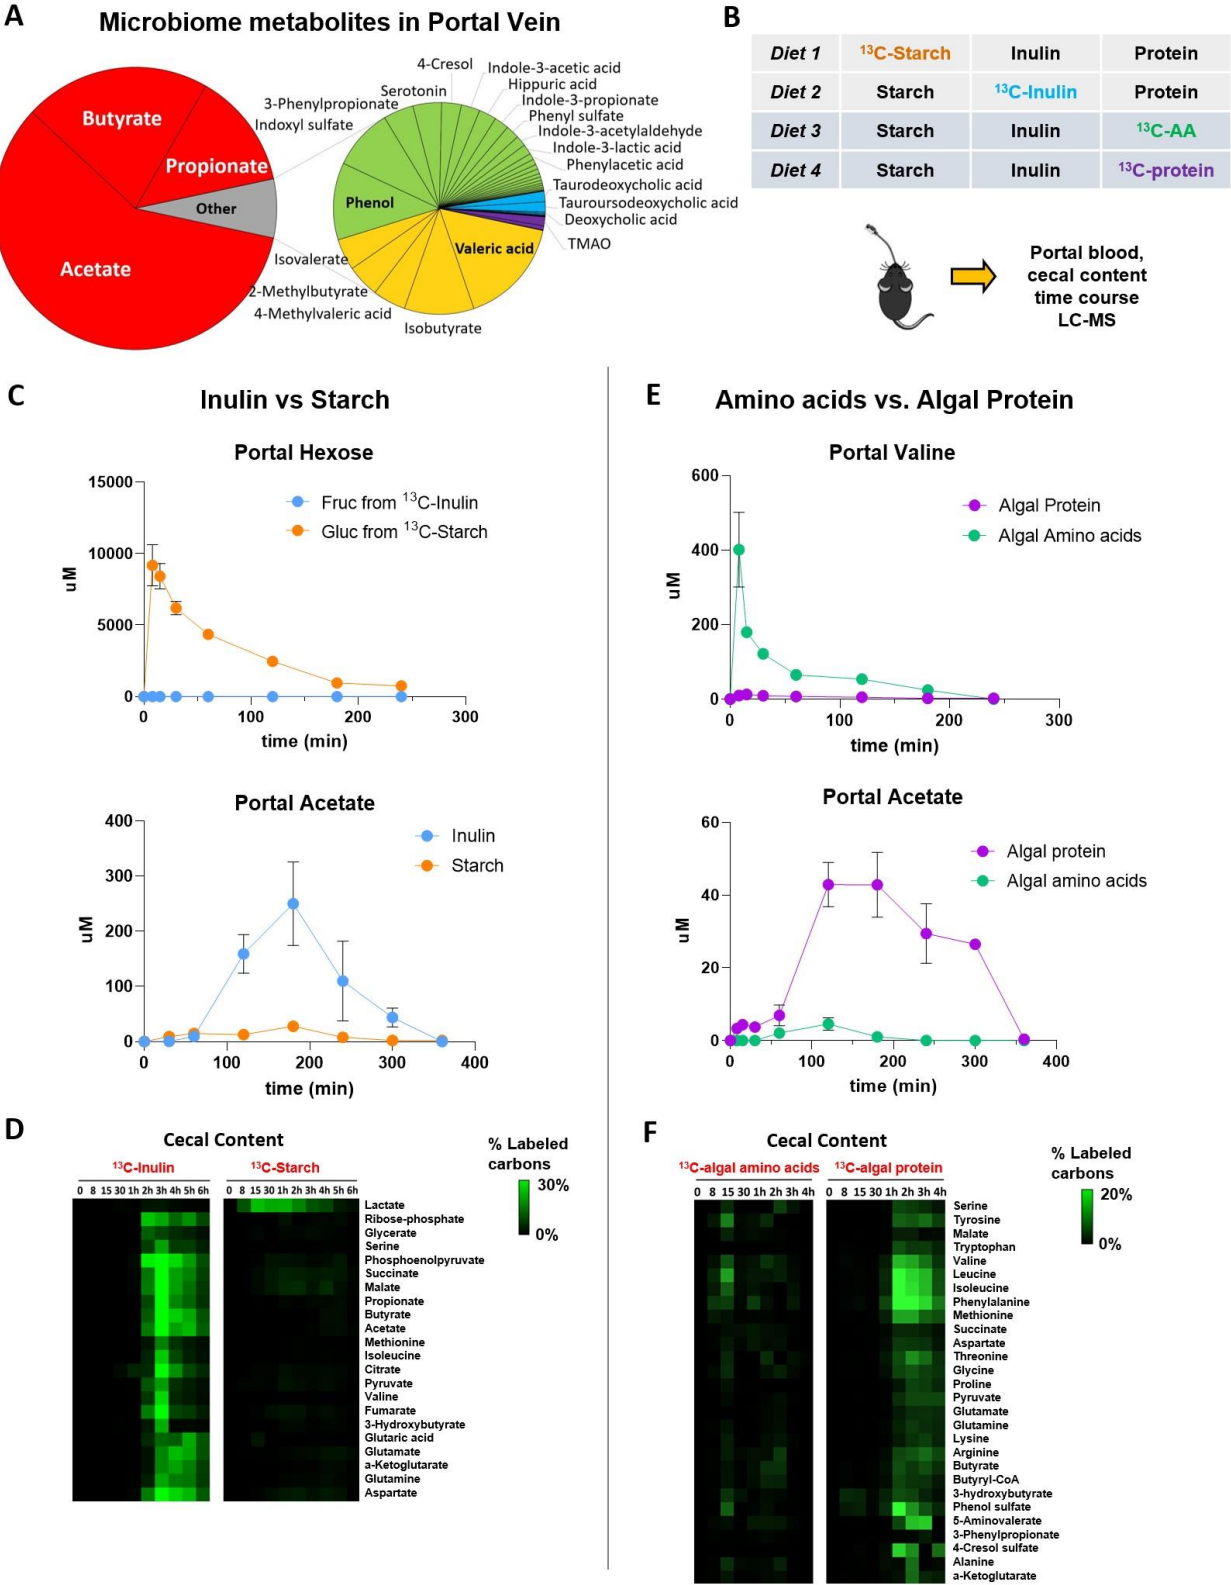 A
Microbiome metabolites in Portal Vein
Butyrate
Propionate
Other
Acetate
4-Cresol
Serotonin
3-Phenylpropionate
Indoxyl sulfate
Indole-3-acetic acid
Hippuric acid
Indole-3-propionate
Phenyl sulfate
Indole-3-acetylaldehyde
Indole-3-lactic acid
Phenylacetic acid
Taurodeoxycholic acid
Tauroursodeoxycholic acid
Deoxycholic acid
TMAO
Phenol
Valeric acid
Isovalerate
2-Methylbutyrate
4-Methylvaleric acid
Isobutyrate
B
Diet 1 13C-Starch Inulin Protein
Diet 2 Starch 13C-Inulin Protein
Diet 3 Starch Inulin 13C-AA
Diet 4 Starch Inulin 13C-protein
Portal blood,
cecal content
time course
LC-MS
C
Inulin vs Starch
Portal Hexose
15000
10000
5000
0
uM
Fruc from 13C-Inulin
Gluc from 13C-Starch
0 100 200 300
time (min)
Portal Acetate
400
300
200
100
0
uM
Inulin
Starch
0 100 200 300 400
time (min)
D
Cecal Content
13C-Inulin 13C-Starch
0 8 15 30 1h 2h 3h 4h 5h 6h 0 8 15 30 1h 2h 3h 4h 5h 6h
% Labeled
carbons
30%
0%
Lactate
Ribose-phosphate
Glycerate
Serine
Phosphoenolpyruvate
Succinate
Malate
Propionate
Butyrate
Acetate
Methionine
Isoleucine
Citrate
Pyruvate
Valine
Fumarate
3-Hydroxybutyrate
Glutaric acid
Glutamate
a-Ketoglutarate
Glutamine
Aspartate
E
Amino acids vs. Algal Protein
Portal Valine
600
400
200
0
uM
Algal Protein
Algal Amino acids
0 100 200 300
time (min)
Portal Acetate
60
40
20
0
uM
Algal protein
Algal amino acids
0 100 200 300 400
time (min)
F
Cecal Content
13C-algal amino acids 13C-algal protein
0 8 15 30 1h 2h 3h 4h 0 8 15 30 1h 2h 3h 4h
% Labeled
carbons
20%
0%
Serine
Tyrosine
Malate
Tryptophan
Valine
Leucine
Isoleucine
Phenylalanine
Methionine
Succinate
Aspartate
Threonine
Glycine
Proline
Pyruvate
Glutamate
Glutamine
Lysine
Arginine
Butyrate
Butyryl-CoA
3-hydroxybutyrate
Phenol sulfate
5-Aminovalerate
3-Phenylpropionate
4-Cresol sulfate
Alanine
a-Ketoglutarate